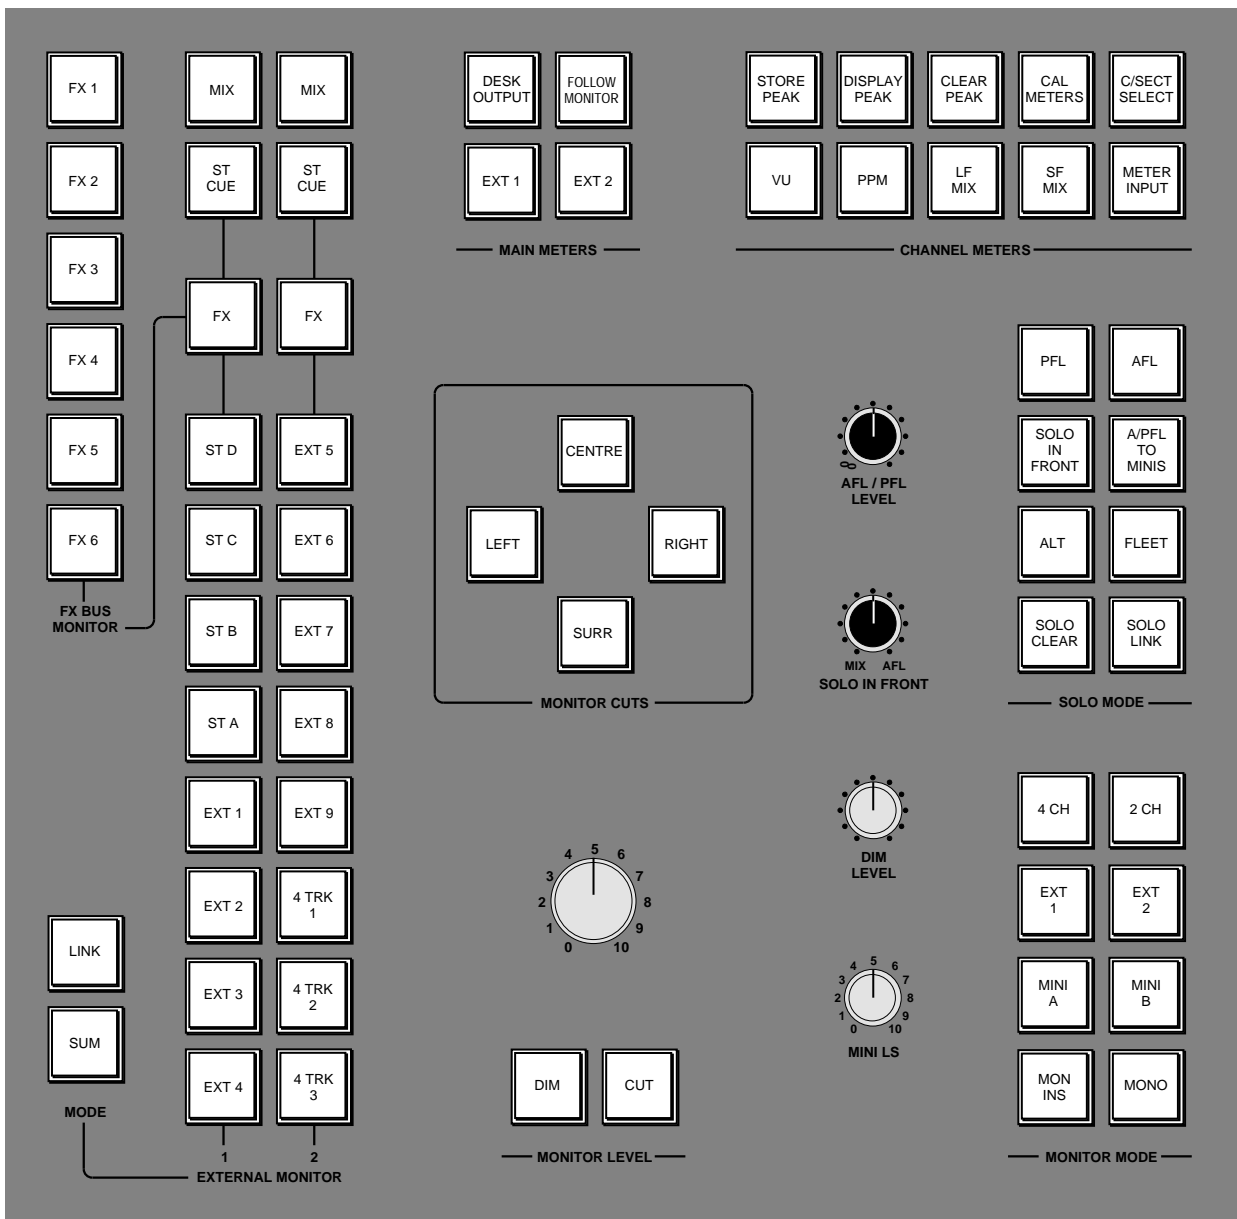 FX 1
FX 2
FX 3
FX 4
FX 5
FX 6
FX BUS
MONITOR
LINK
SUM
MODE
MIX
ST
CUE
FX
ST D
ST C
ST B
ST A
EXT 1
EXT 2
EXT 3
EXT 4
1
MIX
ST
CUE
FX
EXT 5
EXT 6
EXT 7
EXT 8
EXT 9
4 TRK
1
4 TRK
2
4 TRK
3
2
EXTERNAL MONITOR
DESK
OUTPUT
FOLLOW
MONITOR
EXT 1
EXT 2
MAIN METERS
STORE
PEAK
DISPLAY
PEAK
CLEAR
PEAK
CAL
METERS
C/SECT
SELECT
VU
PPM
LF
MIX
SF
MIX
METER
INPUT
CHANNEL METERS
CENTRE
LEFT
RIGHT
SURR
MONITOR CUTS
0
1
2
3
4
5
6
7
8
9
10
DIM
CUT
MONITOR LEVEL
∞
AFL / PFL
LEVEL
MIX AFL
SOLO IN FRONT
DIM
LEVEL
0
1
2
3
4
5
6
7
8
9
10
MINI LS
PFL
AFL
SOLO
IN
FRONT
A/PFL
TO
MINIS
ALT
FLEET
SOLO
CLEAR
SOLO
LINK
SOLO MODE
4 CH
2 CH
EXT
1
EXT
2
MINI
A
MINI
B
MON
INS
MONO
MONITOR MODE